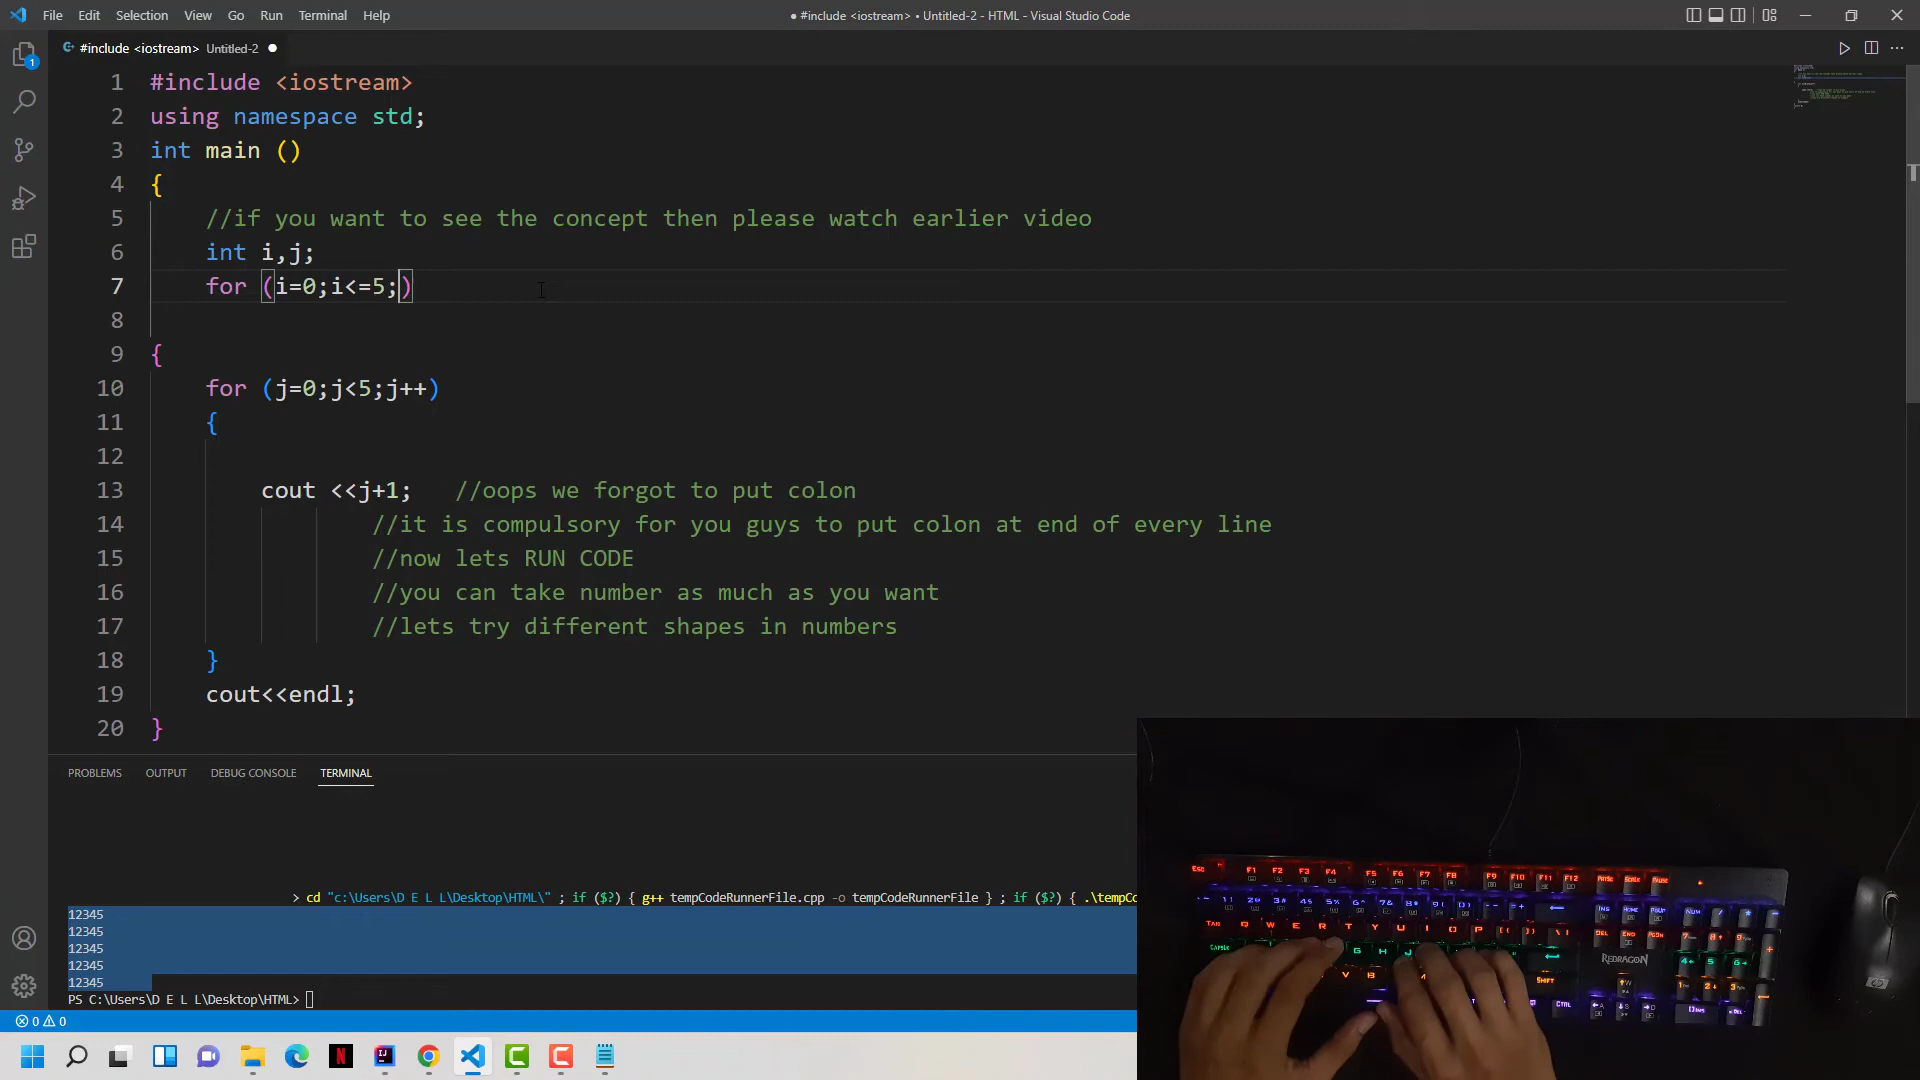 File Edit Selection View Go Run Terminal Help
● #include <iostream> • Untitled-2 - HTML - Visual Studio Code
#include <iostream> Untitled-2 ●
1 #include <iostream>
2 using namespace std;
3 int main ()
4 {
5 //if you want to see the concept then please watch earlier video
6 int i,j;
7 for (i=0;i<=5;)
8
9 {
10 for (j=0;j<5;j++)
11 {
12
13 cout <<j+1; //oops we forgot to put colon
14 //it is compulsory for you guys to put colon at end of every line
15 //now lets RUN CODE
16 //you can take number as much as you want
17 //lets try different shapes in numbers
18 }
19 cout<<endl;
20 }
PROBLEMS OUTPUT DEBUG CONSOLE TERMINAL
> cd "c:\Users\D E L L\Desktop\HTML\" ; if ($?) { g++ tempCodeRunnerFile.cpp -o tempCodeRunnerFile } ; if ($?) { .\tempCo
12345
12345
12345
12345
12345
PS C:\Users\D E L L\Desktop\HTML>
0 0
1
REDRAGON